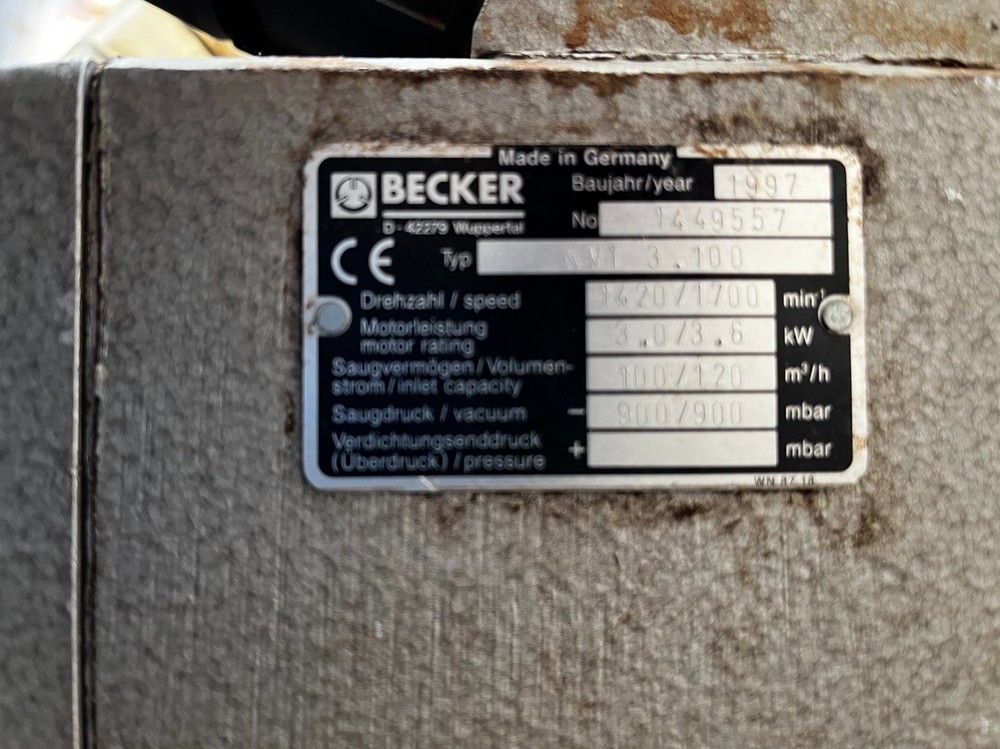 Made in Germany
BECKER
Baujahr/year 1997
D - 42279 Wuppertal
No 1449557
CE Typ KVT 3.100
Drehzahl / speed 1420/1700 min⁻¹
Motorleistung
motor rating 3.0/3.6 kW
Saugvermögen / Volumen-
strom / inlet capacity 100/120 m³/h
Saugdruck / vacuum − 900/900 mbar
Verdichtungsenddruck
(Überdruck) / pressure + mbar